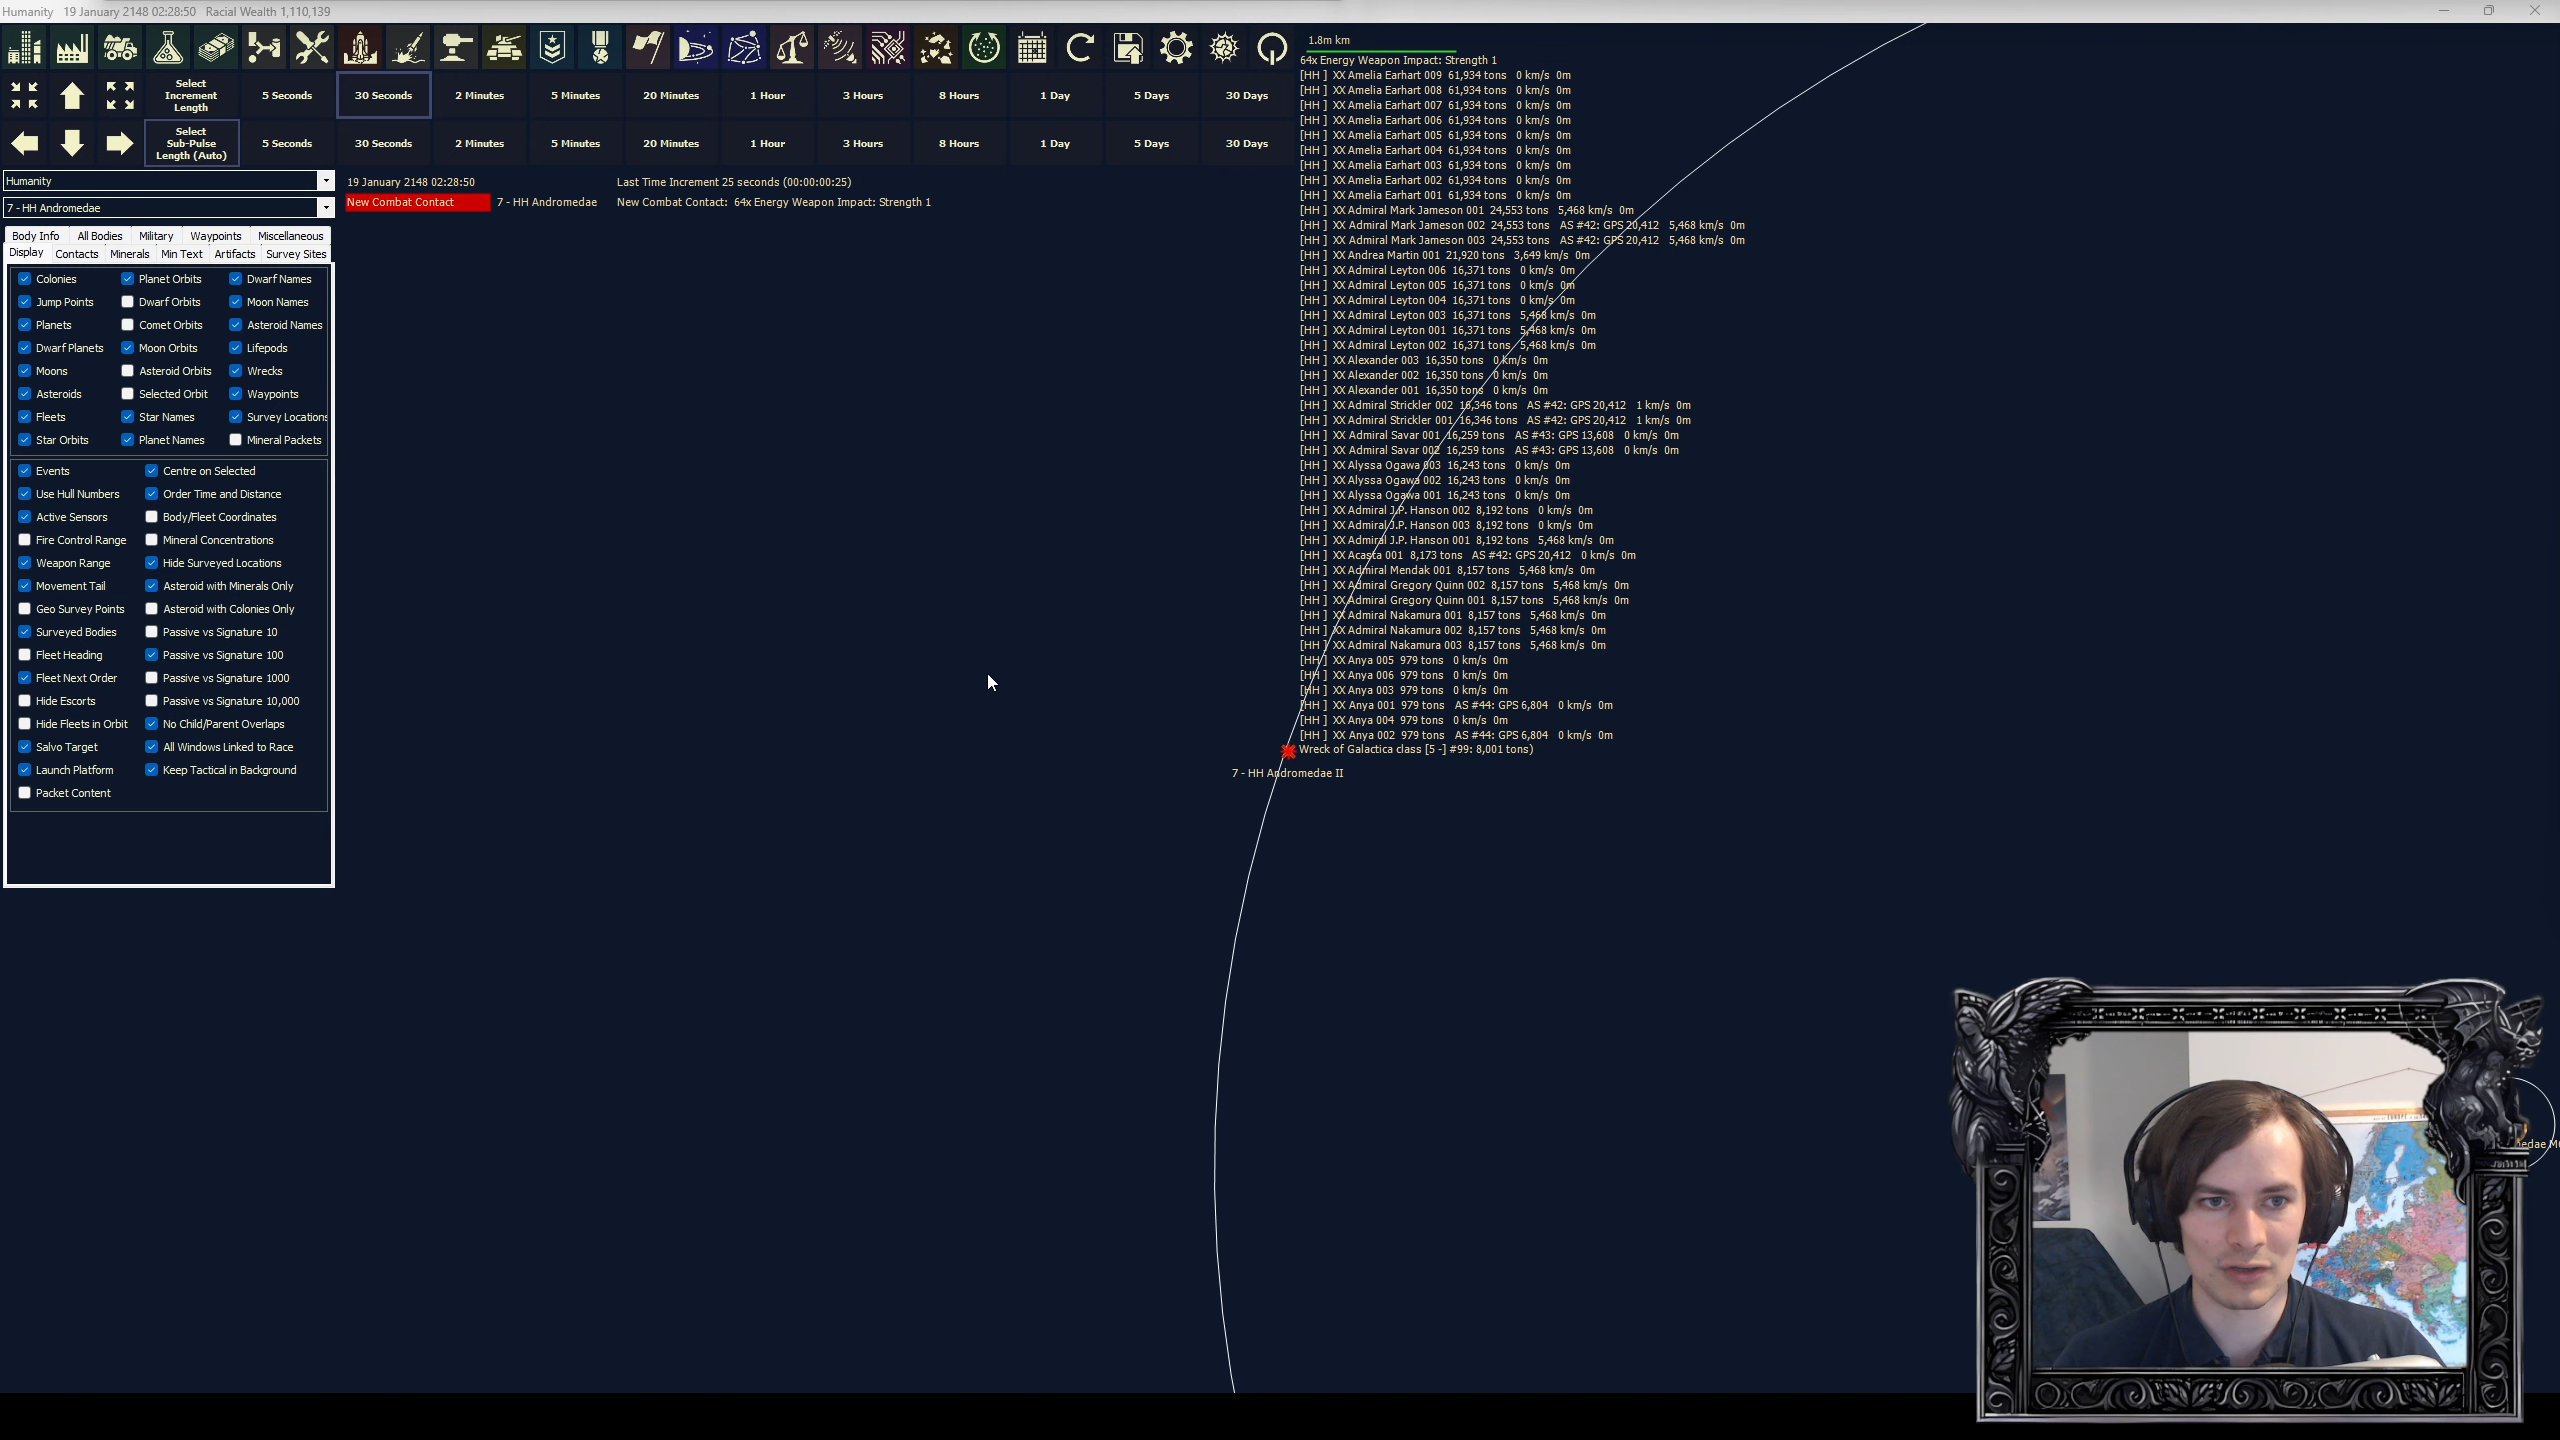 Humanity 19 January 2148 02:28:50 Racial Wealth 1,110,139
Select Increment Length
5 Seconds
30 Seconds
2 Minutes
5 Minutes
20 Minutes
1 Hour
3 Hours
8 Hours
1 Day
5 Days
30 Days
Select Sub-Pulse Length (Auto)
5 Seconds
30 Seconds
2 Minutes
5 Minutes
20 Minutes
1 Hour
3 Hours
8 Hours
1 Day
5 Days
30 Days
Humanity
7 - HH Andromedae
19 January 2148 02:28:50
Last Time Increment 25 seconds (00:00:00:25)
New Combat Contact
7 - HH Andromedae
New Combat Contact: 64x Energy Weapon Impact: Strength 1
Body Info
All Bodies
Military
Waypoints
Miscellaneous
Display
Contacts
Minerals
Min Text
Artifacts
Survey Sites
Colonies
Planet Orbits
Dwarf Names
Jump Points
Dwarf Orbits
Moon Names
Planets
Comet Orbits
Asteroid Names
Dwarf Planets
Moon Orbits
Lifepods
Moons
Asteroid Orbits
Wrecks
Asteroids
Selected Orbit
Waypoints
Fleets
Star Names
Survey Locations
Star Orbits
Planet Names
Mineral Packets
Events
Centre on Selected
Use Hull Numbers
Order Time and Distance
Active Sensors
Body/Fleet Coordinates
Fire Control Range
Mineral Concentrations
Weapon Range
Hide Surveyed Locations
Movement Tail
Asteroid with Minerals Only
Geo Survey Points
Asteroid with Colonies Only
Surveyed Bodies
Passive vs Signature 10
Fleet Heading
Passive vs Signature 100
Fleet Next Order
Passive vs Signature 1000
Hide Escorts
Passive vs Signature 10,000
Hide Fleets in Orbit
No Child/Parent Overlaps
Salvo Target
All Windows Linked to Race
Launch Platform
Keep Tactical in Background
Packet Content
1.8m km
64x Energy Weapon Impact: Strength 1
[HH ] XX Amelia Earhart 009 61,934 tons 0 km/s 0m
[HH ] XX Amelia Earhart 008 61,934 tons 0 km/s 0m
[HH ] XX Amelia Earhart 007 61,934 tons 0 km/s 0m
[HH ] XX Amelia Earhart 006 61,934 tons 0 km/s 0m
[HH ] XX Amelia Earhart 005 61,934 tons 0 km/s 0m
[HH ] XX Amelia Earhart 004 61,934 tons 0 km/s 0m
[HH ] XX Amelia Earhart 003 61,934 tons 0 km/s 0m
[HH ] XX Amelia Earhart 002 61,934 tons 0 km/s 0m
[HH ] XX Amelia Earhart 001 61,934 tons 0 km/s 0m
[HH ] XX Admiral Mark Jameson 001 24,553 tons 5,468 km/s 0m
[HH ] XX Admiral Mark Jameson 002 24,553 tons AS #42: GPS 20,412 5,468 km/s 0m
[HH ] XX Admiral Mark Jameson 003 24,553 tons AS #42: GPS 20,412 5,468 km/s 0m
[HH ] XX Andrea Martin 001 21,920 tons 3,649 km/s 0m
[HH ] XX Admiral Leyton 006 16,371 tons 0 km/s 0m
[HH ] XX Admiral Leyton 005 16,371 tons 0 km/s 0m
[HH ] XX Admiral Leyton 004 16,371 tons 0 km/s 0m
[HH ] XX Admiral Leyton 003 16,371 tons 5,468 km/s 0m
[HH ] XX Admiral Leyton 001 16,371 tons 5,468 km/s 0m
[HH ] XX Admiral Leyton 002 16,371 tons 5,468 km/s 0m
[HH ] XX Alexander 003 16,350 tons 0 km/s 0m
[HH ] XX Alexander 002 16,350 tons 0 km/s 0m
[HH ] XX Alexander 001 16,350 tons 0 km/s 0m
[HH ] XX Admiral Strickler 002 16,346 tons AS #42: GPS 20,412 1 km/s 0m
[HH ] XX Admiral Strickler 001 16,346 tons AS #42: GPS 20,412 1 km/s 0m
[HH ] XX Admiral Savar 001 16,259 tons AS #43: GPS 13,608 0 km/s 0m
[HH ] XX Admiral Savar 002 16,259 tons AS #43: GPS 13,608 0 km/s 0m
[HH ] XX Alyssa Ogawa 003 16,243 tons 0 km/s 0m
[HH ] XX Alyssa Ogawa 002 16,243 tons 0 km/s 0m
[HH ] XX Alyssa Ogawa 001 16,243 tons 0 km/s 0m
[HH ] XX Admiral J.P. Hanson 002 8,192 tons 0 km/s 0m
[HH ] XX Admiral J.P. Hanson 003 8,192 tons 0 km/s 0m
[HH ] XX Admiral J.P. Hanson 001 8,192 tons 5,468 km/s 0m
[HH ] XX Acasta 001 8,173 tons AS #42: GPS 20,412 0 km/s 0m
[HH ] XX Admiral Mendak 001 8,157 tons 5,468 km/s 0m
[HH ] XX Admiral Gregory Quinn 002 8,157 tons 5,468 km/s 0m
[HH ] XX Admiral Gregory Quinn 001 8,157 tons 5,468 km/s 0m
[HH ] XX Admiral Nakamura 001 8,157 tons 5,468 km/s 0m
[HH ] XX Admiral Nakamura 002 8,157 tons 5,468 km/s 0m
[HH ] XX Admiral Nakamura 003 8,157 tons 5,468 km/s 0m
[HH ] XX Anya 005 979 tons 0 km/s 0m
[HH ] XX Anya 006 979 tons 0 km/s 0m
[HH ] XX Anya 003 979 tons 0 km/s 0m
[HH ] XX Anya 001 979 tons AS #44: GPS 6,804 0 km/s 0m
[HH ] XX Anya 004 979 tons 0 km/s 0m
[HH ] XX Anya 002 979 tons AS #44: GPS 6,804 0 km/s 0m
Wreck of Galactica class [5 -] #99: 8,001 tons)
7 - HH Andromedae II